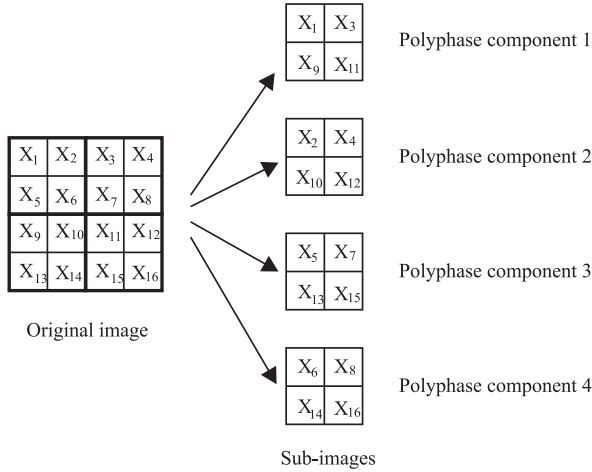 X1 X3
X9 X11
Polyphase component 1
X2 X4
X10 X12
Polyphase component 2
X1 X2 X3 X4
X5 X6 X7 X8
X9 X10 X11 X12
X13 X14 X15 X16
Original image
X5 X7
X13 X15
Polyphase component 3
X6 X8
X14 X16
Polyphase component 4
Sub-images